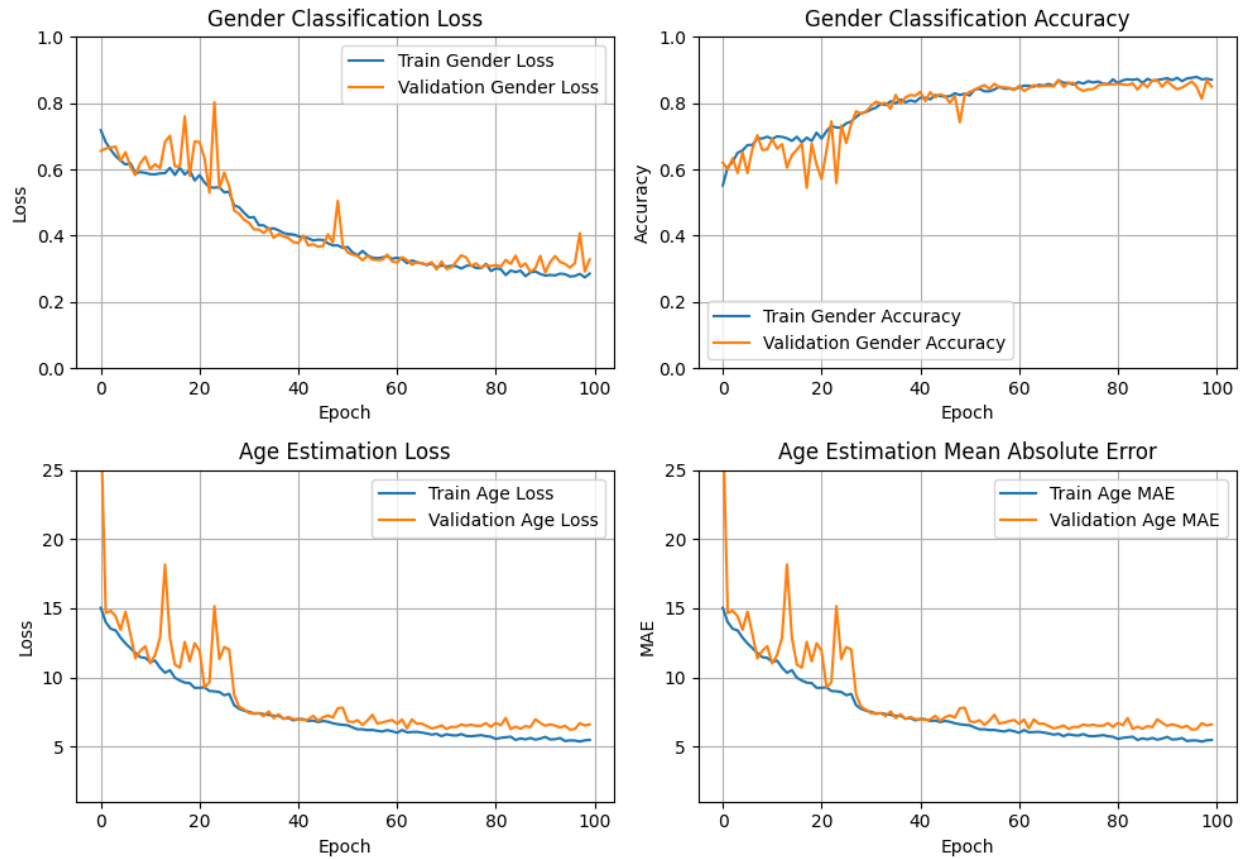 Gender Classification Loss
1.0
0.8
0.6
0.4
0.2
0.0
Loss
Train Gender Loss
Validation Gender Loss
0 20 40 60 80 100
Epoch
Gender Classification Accuracy
1.0
0.8
0.6
0.4
0.2
0.0
Accuracy
Train Gender Accuracy
Validation Gender Accuracy
0 20 40 60 80 100
Epoch
Age Estimation Loss
25
20
15
10
5
Loss
Train Age Loss
Validation Age Loss
0 20 40 60 80 100
Epoch
Age Estimation Mean Absolute Error
25
20
15
10
5
MAE
Train Age MAE
Validation Age MAE
0 20 40 60 80 100
Epoch